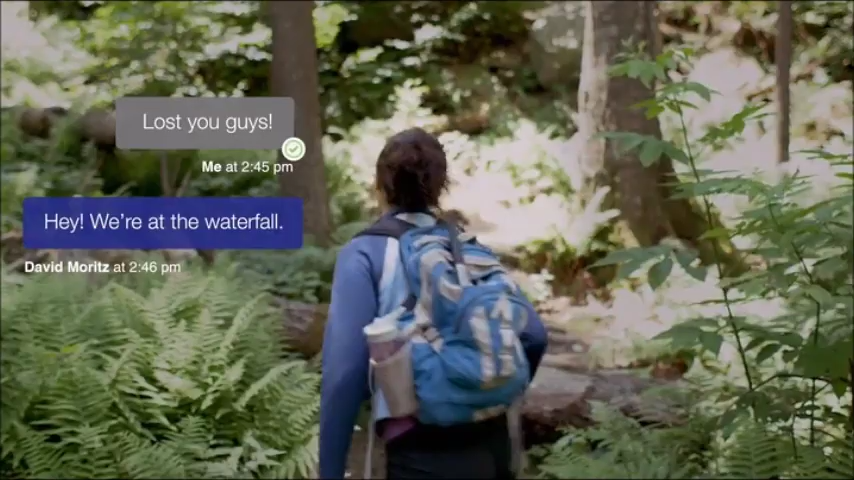 Lost you guys!
Me at 2:45 pm
Hey! We're at the waterfall.
David Moritz at 2:46 pm